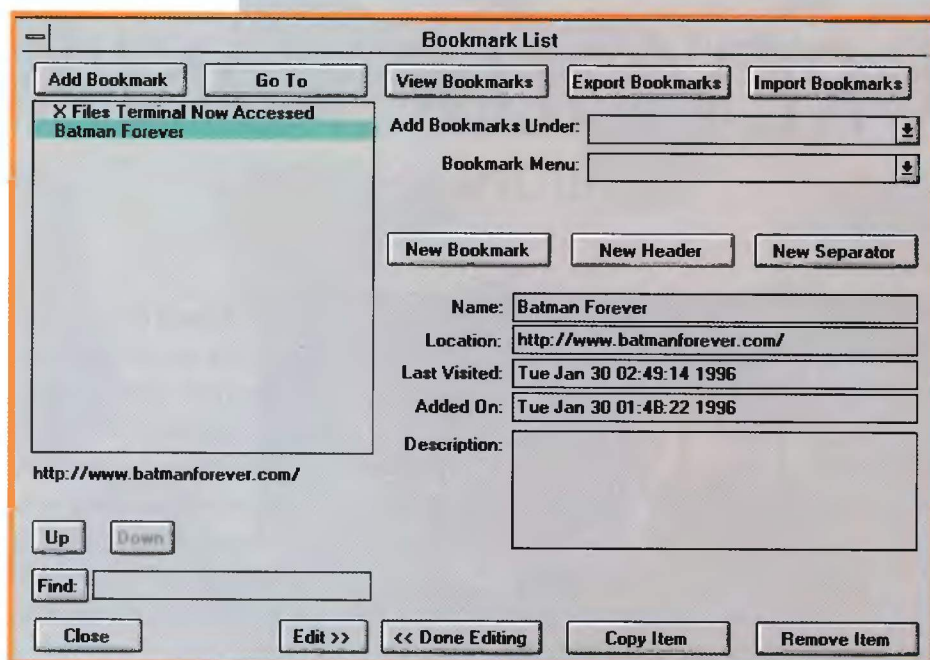 Bookmark List
Add Bookmark Go To View Bookmarks Export Bookmarks Import Bookmarks
X Files Terminal Now Accessed
Batman Forever
Add Bookmarks Under:
Bookmark Menu:
New Bookmark New Header New Separator
Name: Batman Forever
Location: http://www.batmanforever.com/
Last Visited: Tue Jan 30 02:49:14 1996
Added On: Tue Jan 30 01:48:22 1996
Description:
http://www.batmanforever.com/
Up Down
Find:
Close Edit >> << Done Editing Copy Item Remove Item